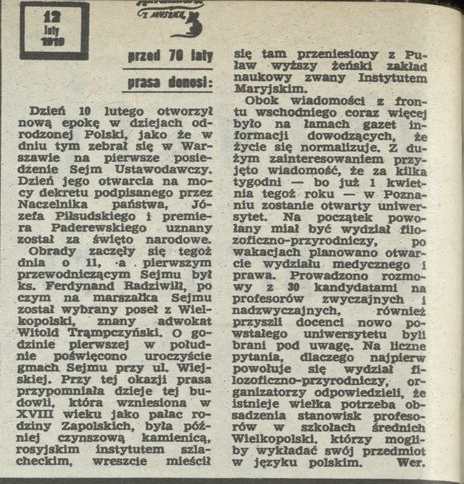 12
luty
1919
Z MUSZKĄ
przed 70 laty
prasa donosi:
Dzień 10 lutego otworzył
nową epokę w dziejach od-
rodzonej Polski, jako że w
dniu tym zebrał się w War-
szawie na pierwsze posie-
dzenie Sejm Ustawodawczy.
Dzień jego otwarcia na mo-
cy dekretu podpisanego przez
Naczelnika państwa, Jó-
zefa Piłsudskiego i premie-
ra Paderewskiego uznany
został za święto narodowe.
Obrady zaczęły się tegoż
dnia o 11, a pierwszym
przewodniczącym Sejmu był
ks. Ferdynand Radziwiłł, po
czym na marszałka Sejmu
został wybrany poseł z Wiel-
kopolski, znany adwokat
Witold Trąmpczyński. O go-
dzinie pierwszej w połud-
nie poświęcono uroczyście
gmach Sejmu przy ul. Wiej-
skiej. Przy tej okazji prasa
przypomniała dzieje tej bu-
dowli, która wzniesiona w
XVIII wieku jako pałac ro-
dziny Zapolskich, była póź-
niej czynszową kamienicą,
rosyjskim instytutem szla-
checkim, wreszcie mieścił
się tam przeniesiony z Pu-
ław wyższy żeński zakład
naukowy zwany Instytutem
Maryjskim.
Obok wiadomości z fron-
tu wschodniego coraz więcej
było na łamach gazet in-
formacji dowodzących, że
życie się normalizuje. Z du-
żym zainteresowaniem przy-
jęto wiadomość, że za kilka
tygodni — bo już 1 kwiet-
nia tegoż roku — w Pozna-
niu zostanie otwarty uniwer-
sytet. Na początek powo-
łany miał być wydział filo-
zoficzno-przyrodniczy, po
wakacjach planowano otwar-
cie wydziału medycznego i
prawa. Prowadzono rozmo-
wy z 30 kandydatami na
profesorów zwyczajnych i
nadzwyczajnych, również
przyszli docenci nowo po-
wstałego uniwersytetu byli
brani pod uwagę. Na liczne
pytania, dlaczego najpierw
powołuje się wydział fi-
lozoficzno-przyrodniczy, or-
ganizatorzy odpowiedzieli, że
istnieje wielka potrzeba ob-
sadzenia stanowisk profeso-
rów w szkołach średnich
Wielkopolski, którzy mogli-
by wykładać swój przedmiot
w języku polskim. Wer.